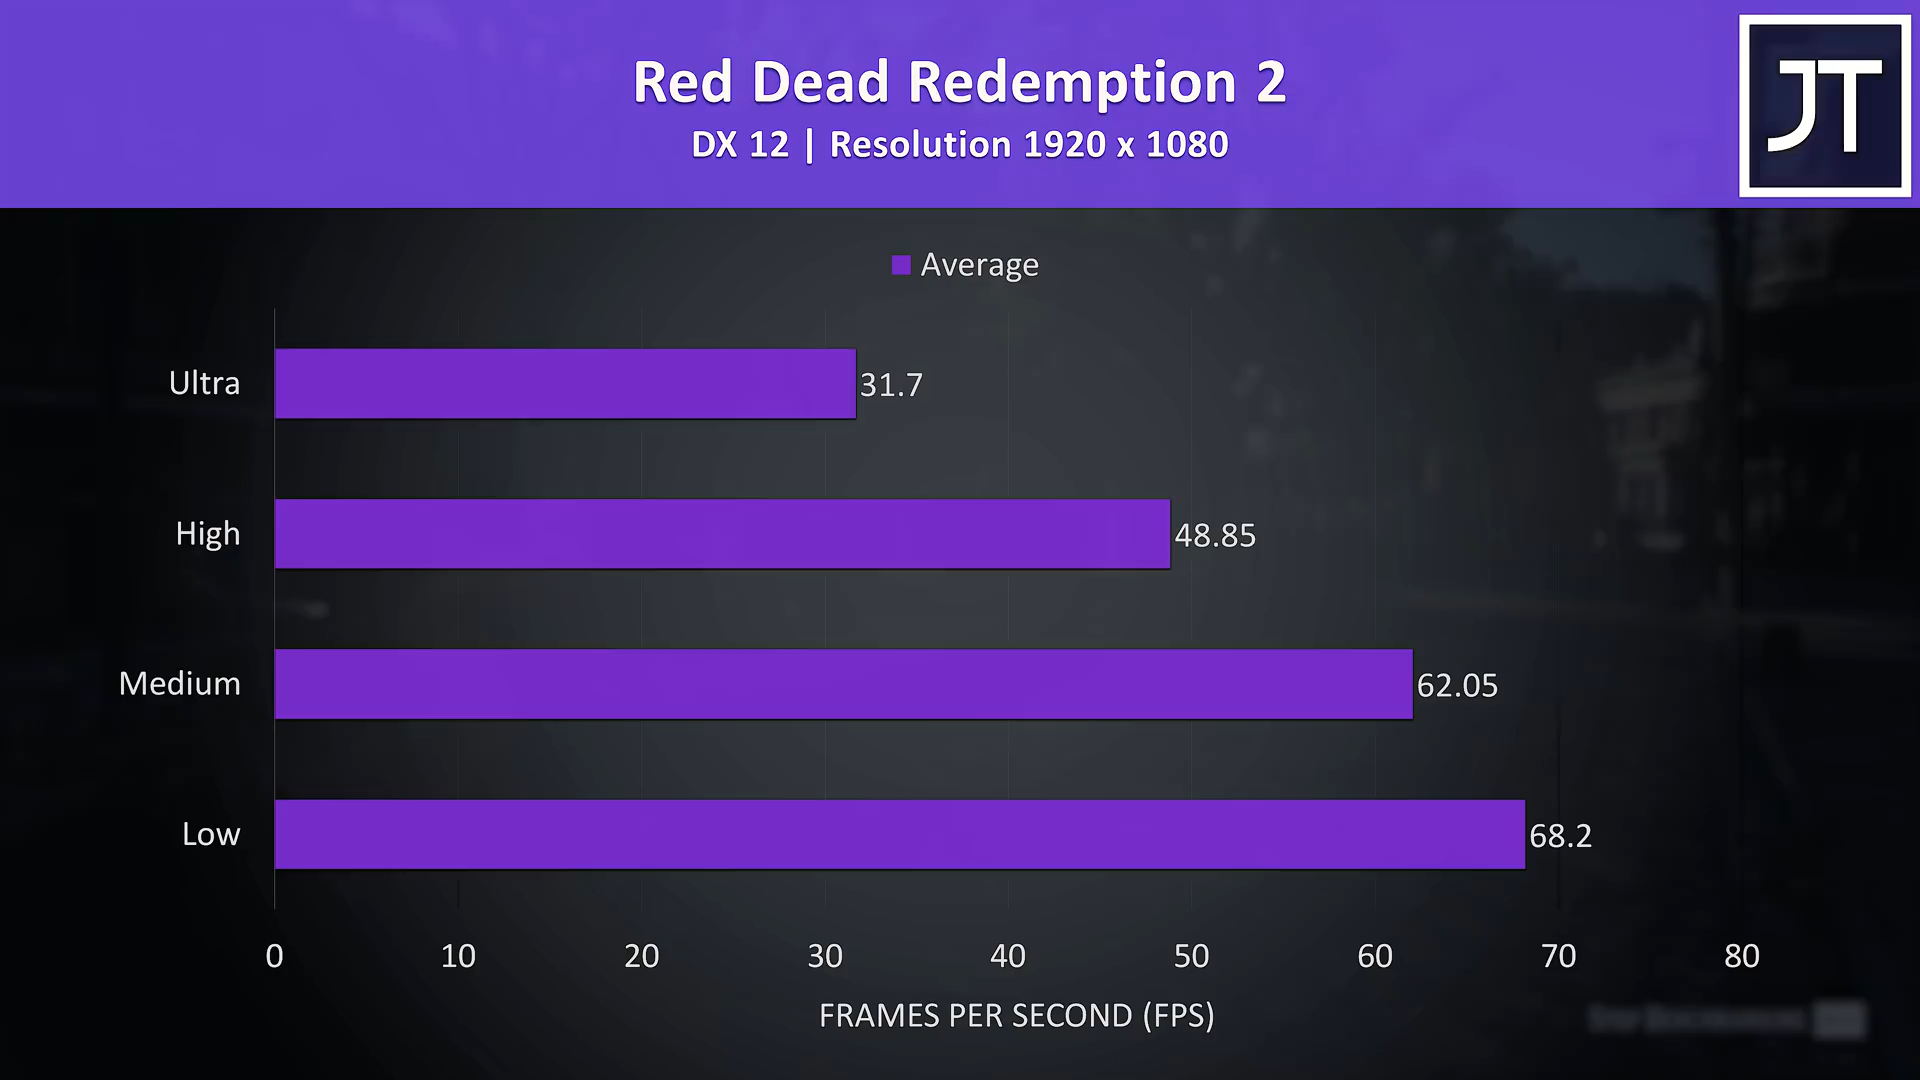 Red Dead Redemption 2
DX 12 | Resolution 1920 x 1080
JT
Average
Ultra
31.7
High
48.85
Medium
62.05
Low
68.2
0 10 20 30 40 50 60 70 80
FRAMES PER SECOND (FPS)